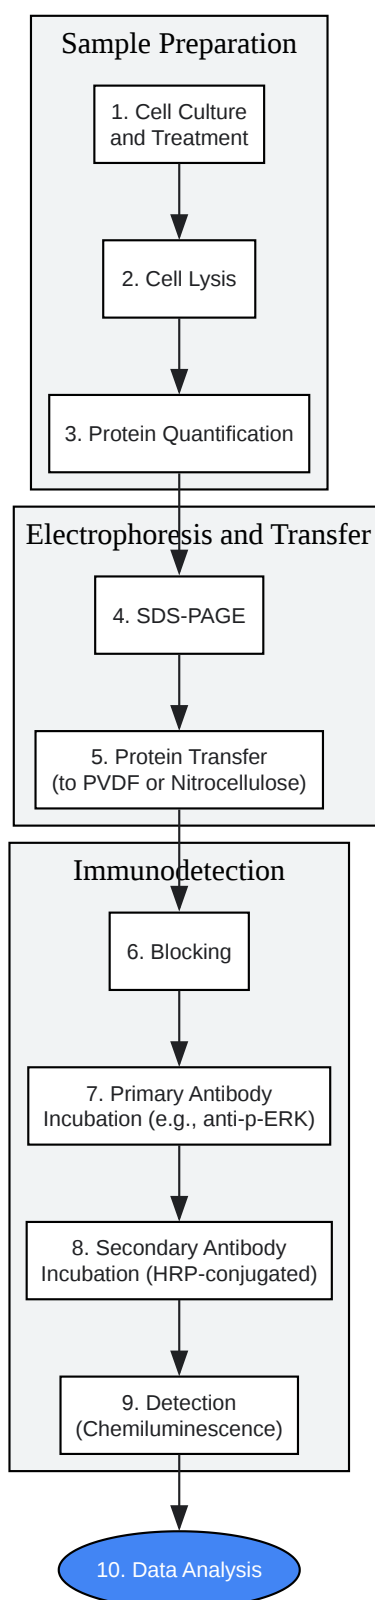 Sample Preparation
1. Cell Culture
and Treatment
2. Cell Lysis
3. Protein Quantification
Electrophoresis and Transfer
4. SDS-PAGE
5. Protein Transfer
(to PVDF or Nitrocellulose)
Immunodetection
6. Blocking
7. Primary Antibody
Incubation (e.g., anti-p-ERK)
8. Secondary Antibody
Incubation (HRP-conjugated)
9. Detection
(Chemiluminescence)
10. Data Analysis